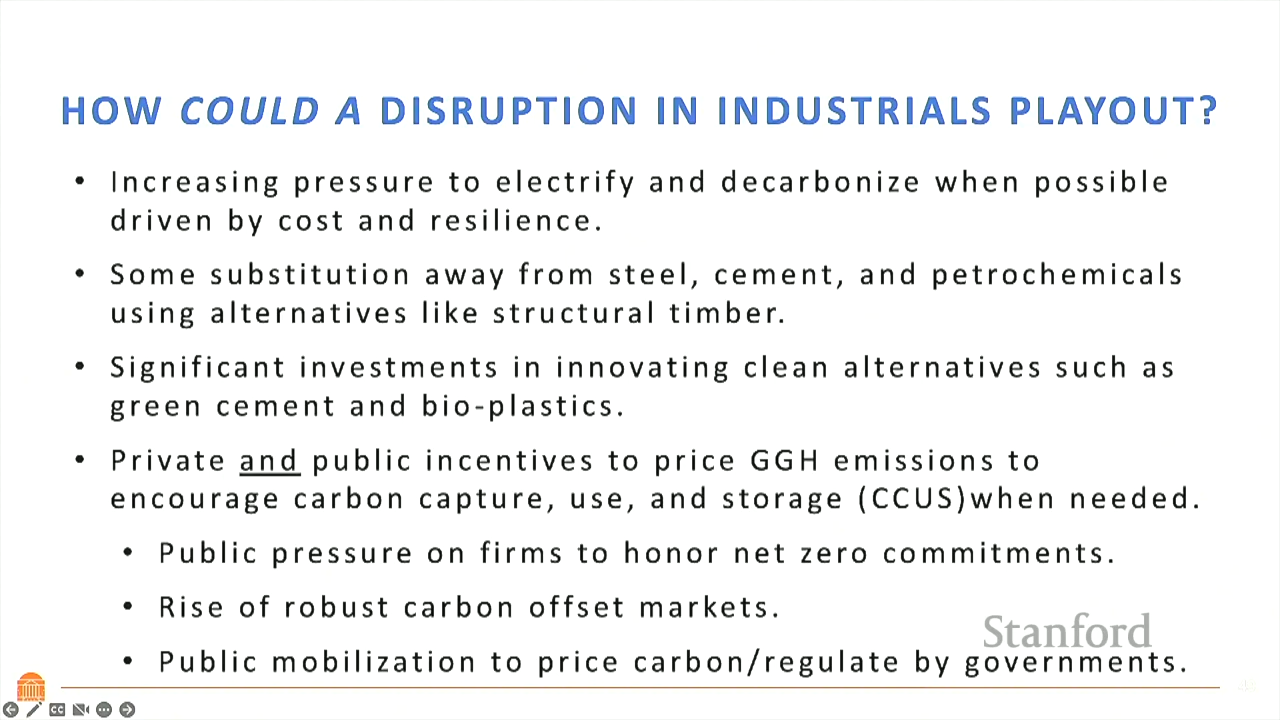 HOW COULD A DISRUPTION IN INDUSTRIALS PLAYOUT?
• Increasing pressure to electrify and decarbonize when possible
driven by cost and resilience.
• Some substitution away from steel, cement, and petrochemicals
using alternatives like structural timber.
• Significant investments in innovating clean alternatives such as
green cement and bio-plastics.
• Private and public incentives to price GGH emissions to
encourage carbon capture, use, and storage (CCUS)when needed.
• Public pressure on firms to honor net zero commitments.
• Rise of robust carbon offset markets.
Stanford
• Public mobilization to price carbon/regulate by governments.
CC